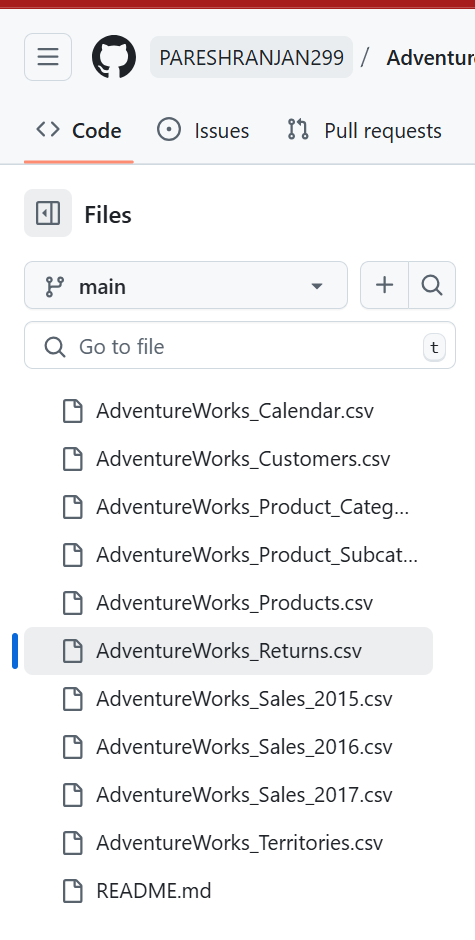 PARESHRANJAN299 / Adventure
Code Issues Pull requests
Files
main
Go to file t
AdventureWorks_Calendar.csv
AdventureWorks_Customers.csv
AdventureWorks_Product_Categ...
AdventureWorks_Product_Subcat...
AdventureWorks_Products.csv
AdventureWorks_Returns.csv
AdventureWorks_Sales_2015.csv
AdventureWorks_Sales_2016.csv
AdventureWorks_Sales_2017.csv
AdventureWorks_Territories.csv
README.md